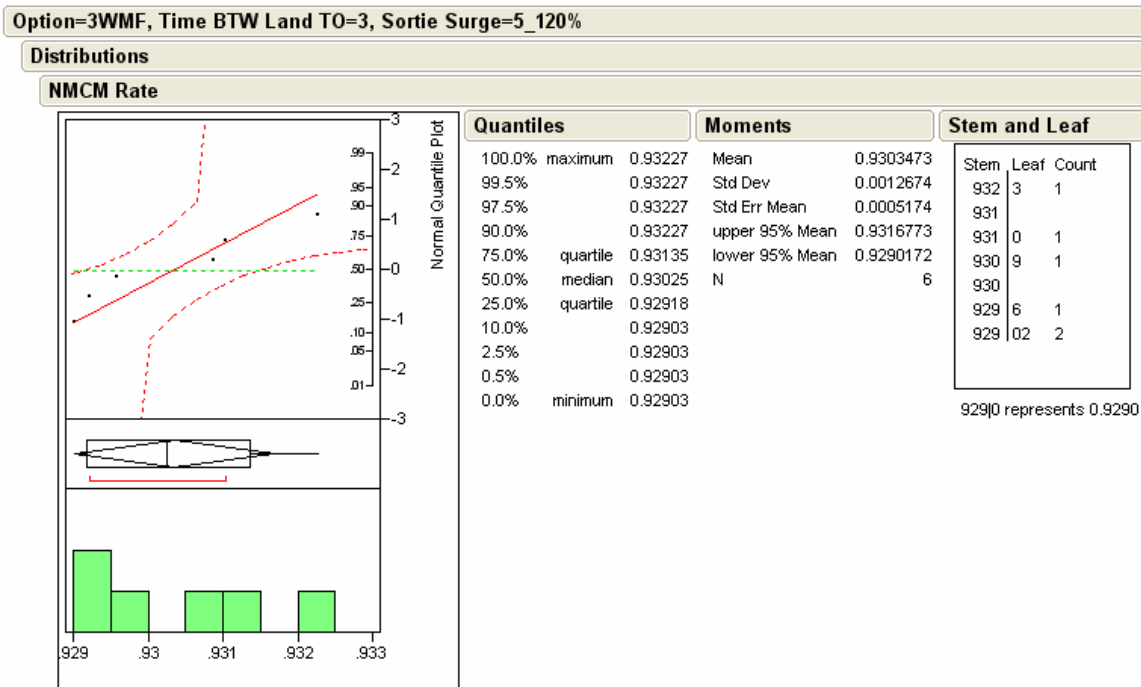 Option=3WMF, Time BTW Land TO=3, Sortie Surge=5_120%
Distributions
NMCM Rate
3
2
1
0
-1
-2
-3
.99
.95
.90
.75
.50
.25
.10
.05
.01
Normal Quantile Plot
.929 .93 .931 .932 .933
Quantiles
100.0% maximum 0.93227
99.5% 0.93227
97.5% 0.93227
90.0% 0.93227
75.0% quartile 0.93135
50.0% median 0.93025
25.0% quartile 0.92918
10.0% 0.92903
2.5% 0.92903
0.5% 0.92903
0.0% minimum 0.92903
Moments
Mean 0.9303473
Std Dev 0.0012674
Std Err Mean 0.0005174
upper 95% Mean 0.9316773
lower 95% Mean 0.9290172
N 6
Stem and Leaf
Stem Leaf Count
932 3 1
931
931 0 1
930 9 1
930
929 6 1
929 02 2
929|0 represents 0.9290